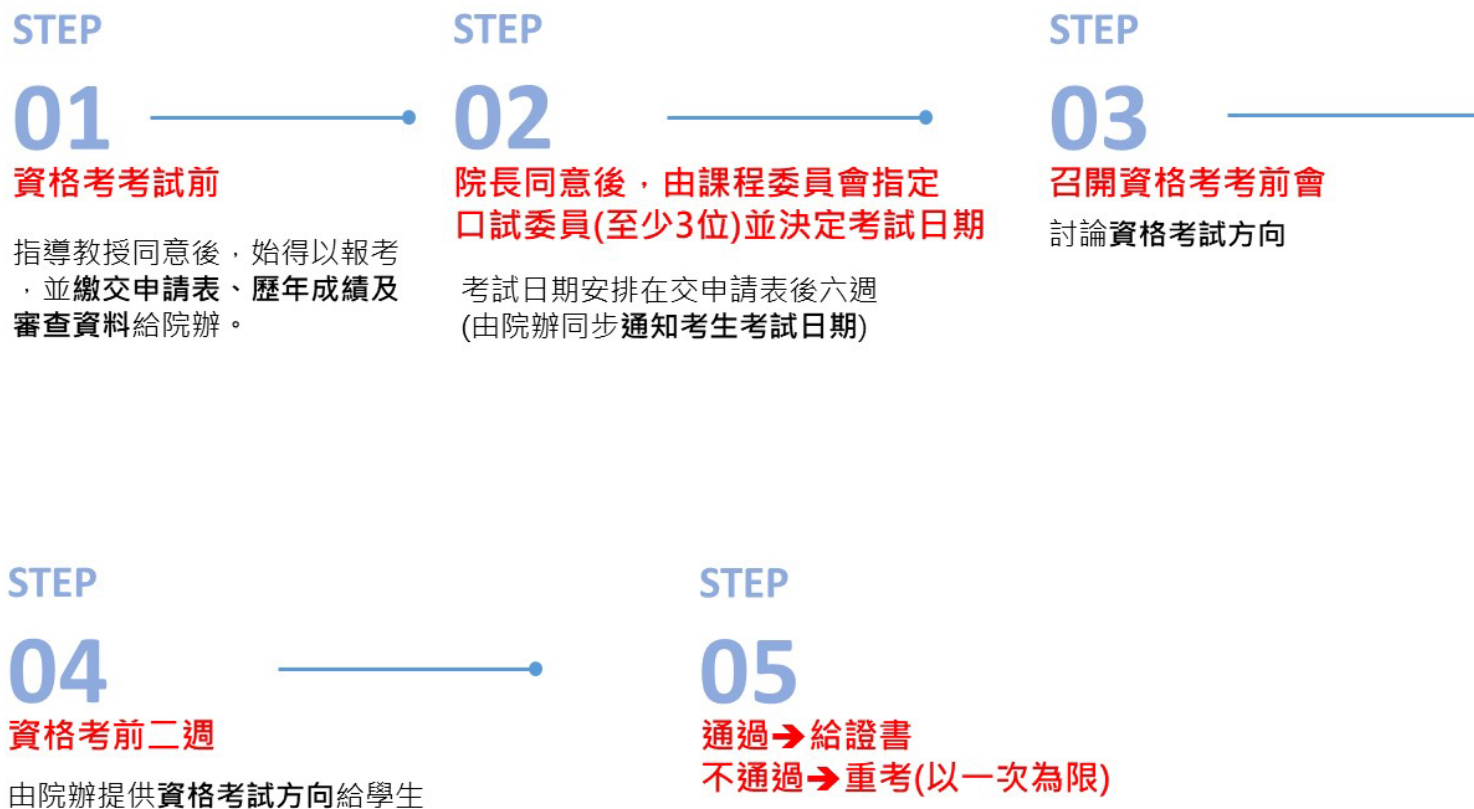 STEP
01
資格考考試前
指導教授同意後，始得以報考
，並繳交申請表、歷年成績及
審查資料給院辦。
STEP
02
院長同意後，由課程委員會指定
口試委員(至少3位)並決定考試日期
考試日期安排在交申請表後六週
(由院辦同步通知考生考試日期)
STEP
03
召開資格考考前會
討論資格考試方向
STEP
04
資格考前二週
由院辦提供資格考試方向給學生
STEP
05
通過➔給證書
不通過➔重考(以一次為限)